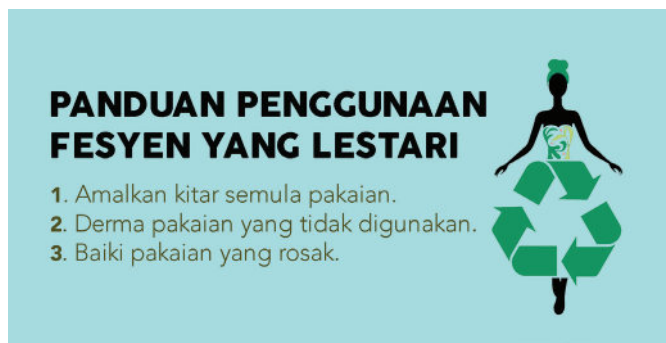 PANDUAN PENGGUNAAN
FESYEN YANG LESTARI
1. Amalkan kitar semula pakaian.
2. Derma pakaian yang tidak digunakan.
3. Baiki pakaian yang rosak.